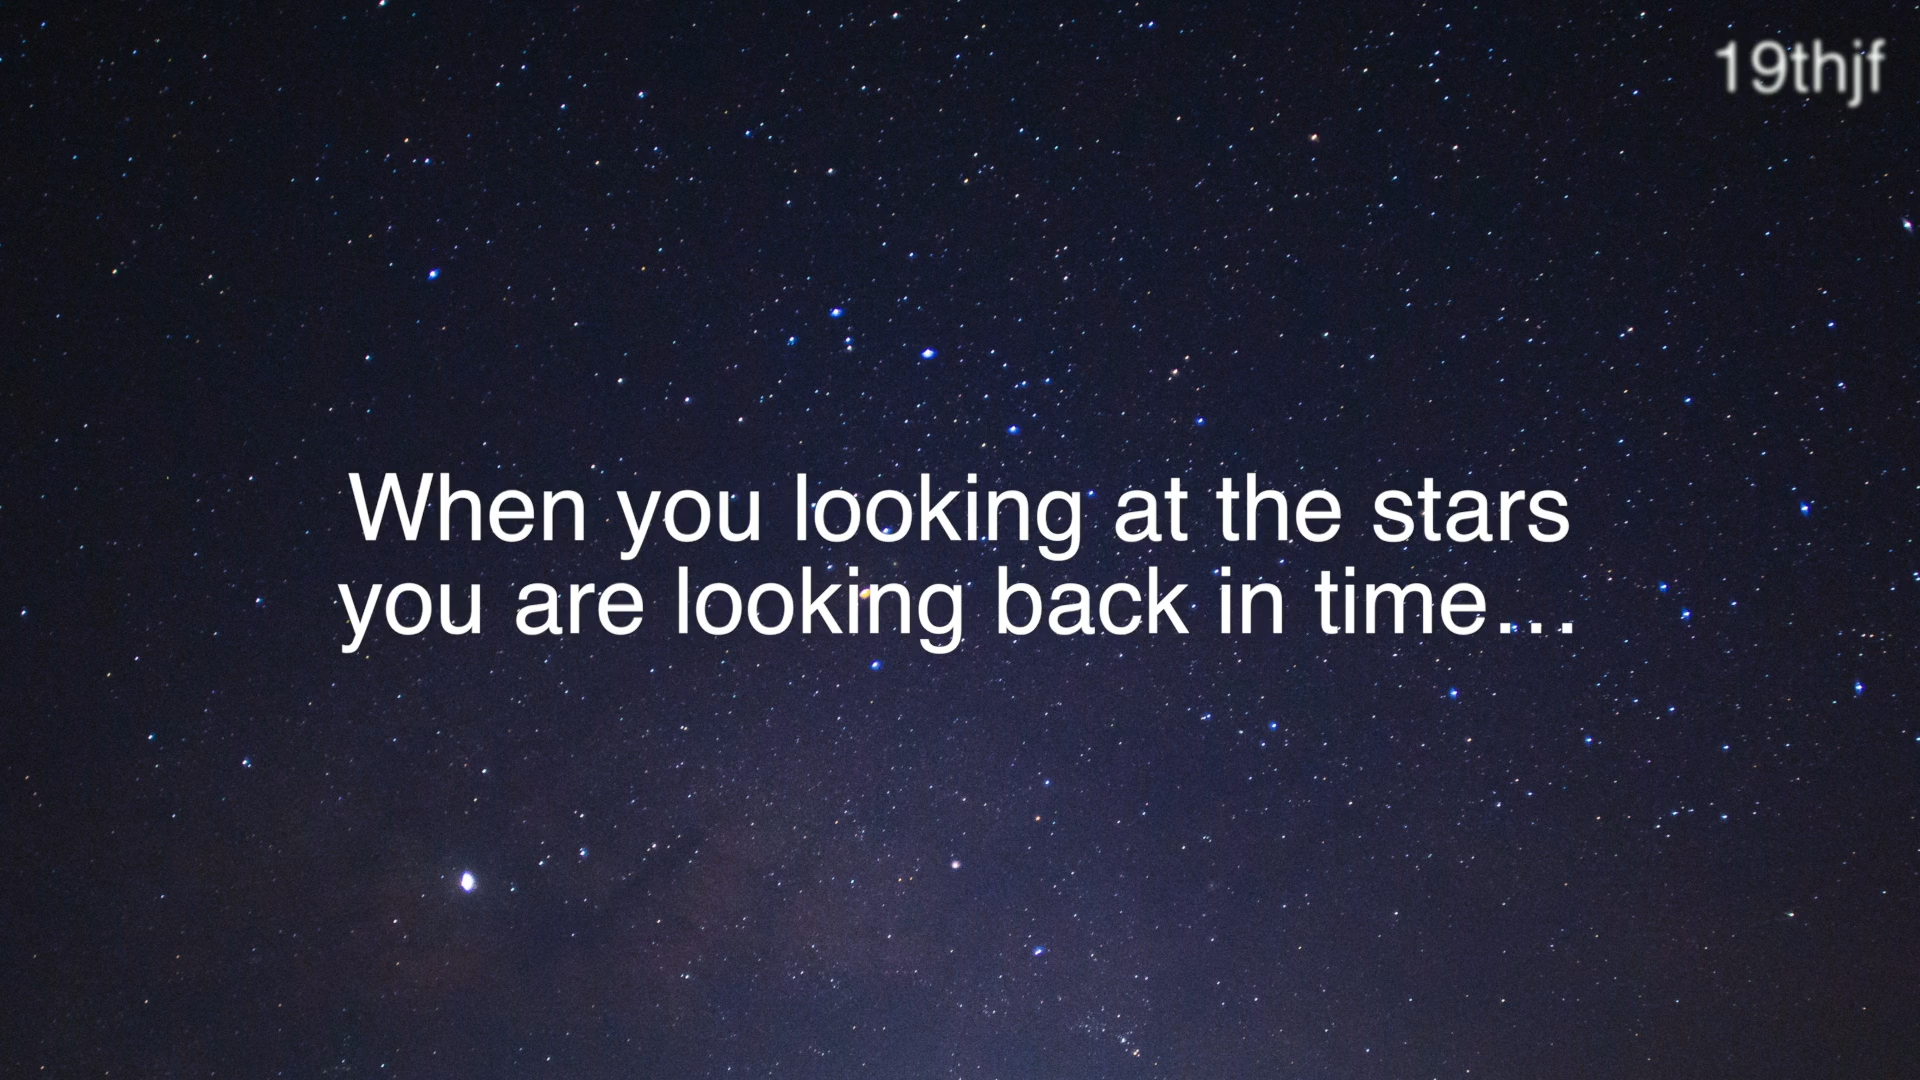 19thjf
When you looking at the stars
you are looking back in time...